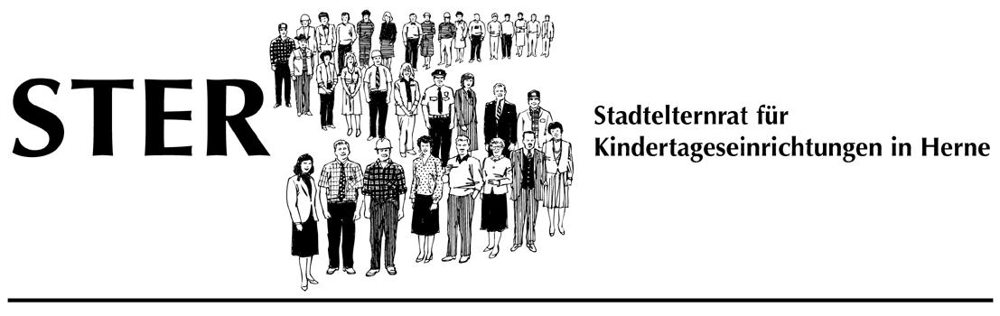 STER
Stadtelternrat für
Kindertageseinrichtungen in Herne